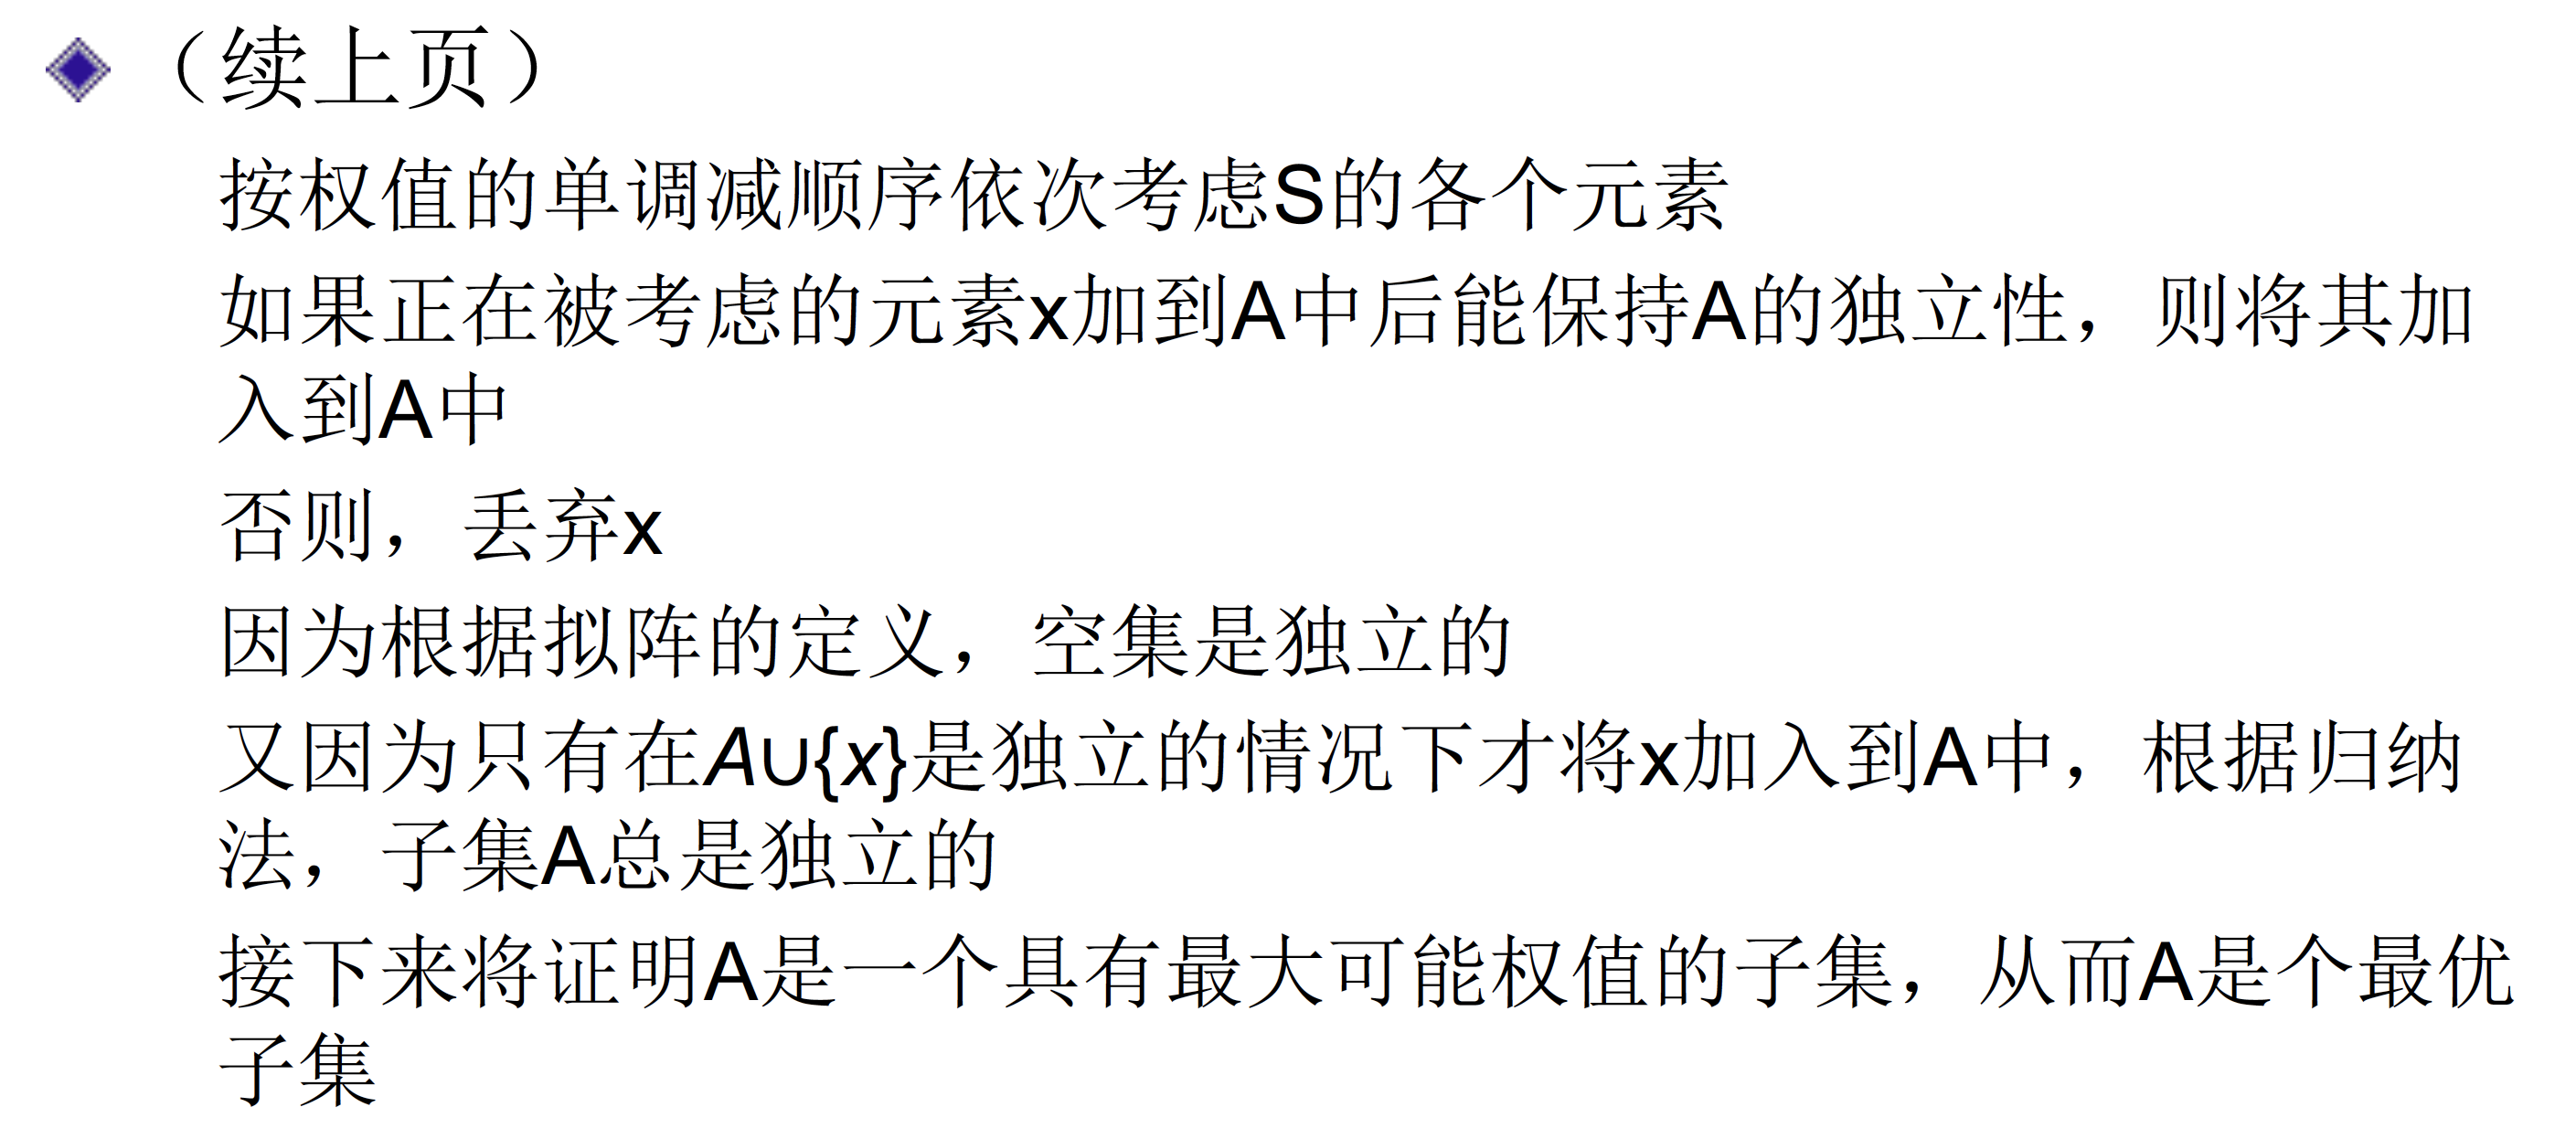 （续上页）
按权值的单调减顺序依次考虑S的各个元素
如果正在被考虑的元素x加到A中后能保持A的独立性，则将其加
入到A中
否则，丢弃x
因为根据拟阵的定义，空集是独立的
又因为只有在A∪{x}是独立的情况下才将x加入到A中，根据归纳
法，子集A总是独立的
接下来将证明A是一个具有最大可能权值的子集，从而A是个最优
子集